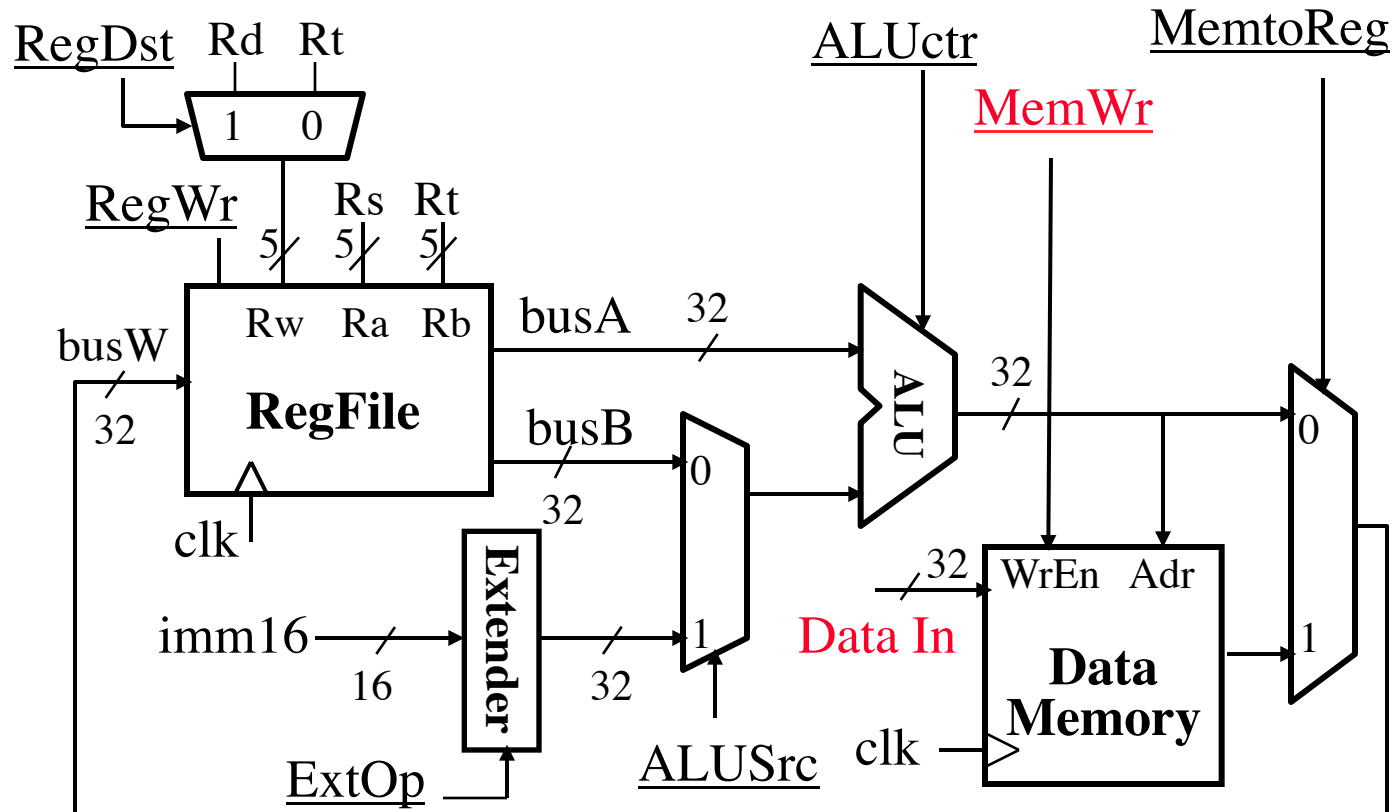 RegDst
Rd
Rt
ALUctr
MemtoReg
MemWr
1
0
RegWr
Rs
Rt
5
5
5
busW
32
Rw
Ra
Rb
RegFile
clk
busA
32
busB
32
0
1
ALU
32
0
1
imm16
16
Extender
32
ExtOp
ALUSrc
32
WrEn
Adr
Data In
Data
Memory
clk